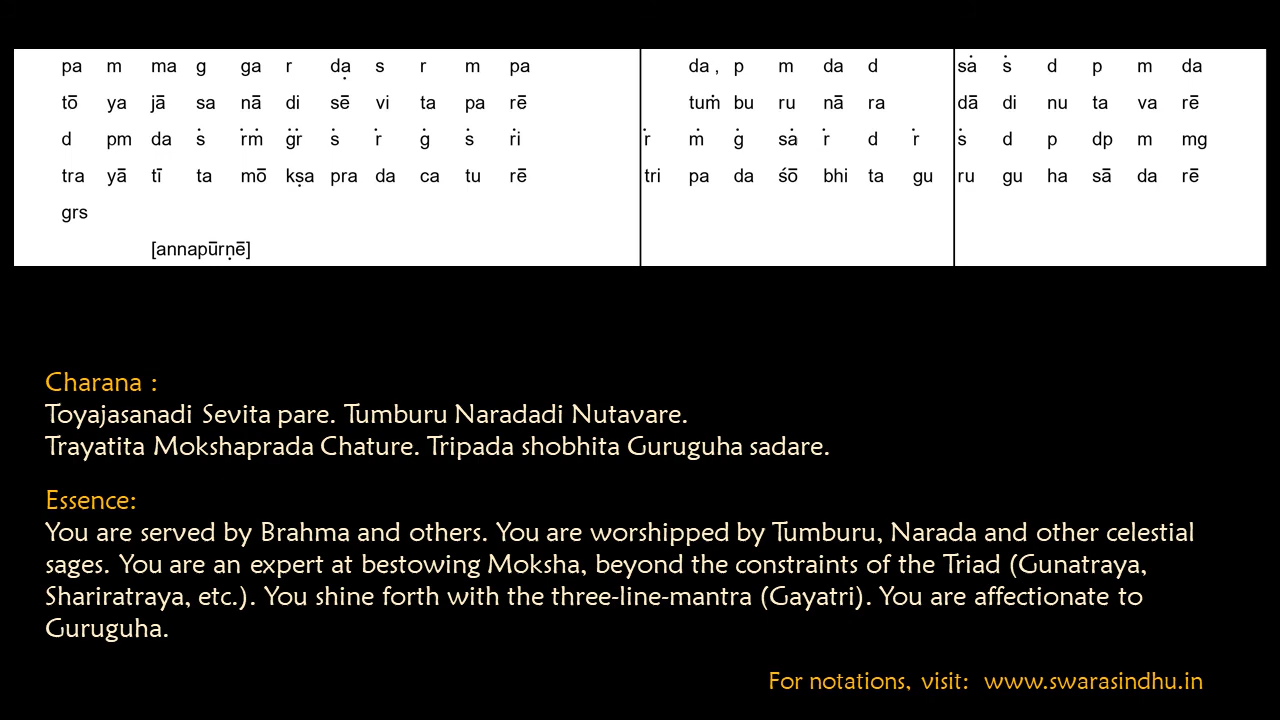 pa m ma g ga r dạ s r m pa da , p m da d sȧ ṡ d p m da
tō ya jā sa nā di sē vi ta pa rē tuṁ bu ru nā ra dā di nu ta va rē
d pm da ṡ ṙṁ ġṙ ṡ ṙ ġ ṡ ṙi ṙ ṁ ġ sȧ ṙ d ṙ ṡ d p dp m mg
tra yā tī ta mō kṣa pra da ca tu rē tri pa da śō bhi ta gu ru gu ha sā da rē
grs
[annapūrṇē]
Charana :
Toyajasanadi Sevita pare. Tumburu Naradadi Nutavare.
Trayatita Mokshaprada Chature. Tripada shobhita Guruguha sadare.
Essence:
You are served by Brahma and others. You are worshipped by Tumburu, Narada and other celestial
sages. You are an expert at bestowing Moksha, beyond the constraints of the Triad (Gunatraya,
Shariratraya, etc.). You shine forth with the three-line-mantra (Gayatri). You are affectionate to
Guruguha.
For notations, visit: www.swarasindhu.in